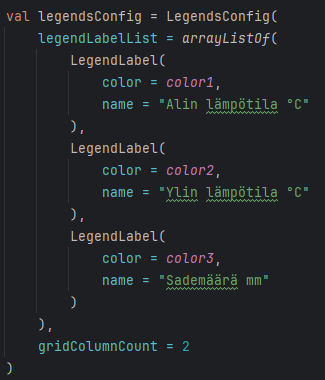 val legendsConfig = LegendsConfig(
legendLabelList = arrayListOf(
LegendLabel(
color = color1,
name = "Alin lämpötila °C"
),
LegendLabel(
color = color2,
name = "Ylin lämpötila °C"
),
LegendLabel(
color = color3,
name = "Sademäärä mm"
)
),
gridColumnCount = 2
)